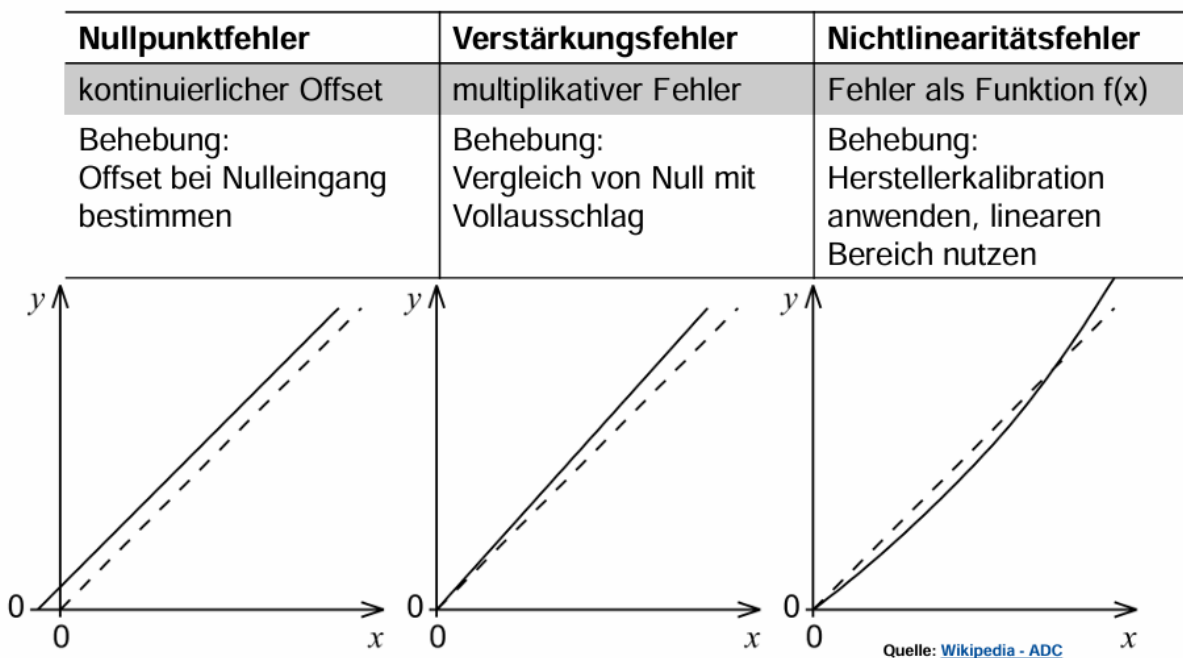 Nullpunktfehler
kontinuierlicher Offset
Behebung:
Offset bei Nulleingang
bestimmen
Verstärkungsfehler
multiplikativer Fehler
Behebung:
Vergleich von Null mit
Vollausschlag
Nichtlinearitätsfehler
Fehler als Funktion f(x)
Behebung:
Herstellerkalibration
anwenden, linearen
Bereich nutzen
y
0
0
x
y
0
0
x
y
0
0
x
Quelle: Wikipedia - ADC